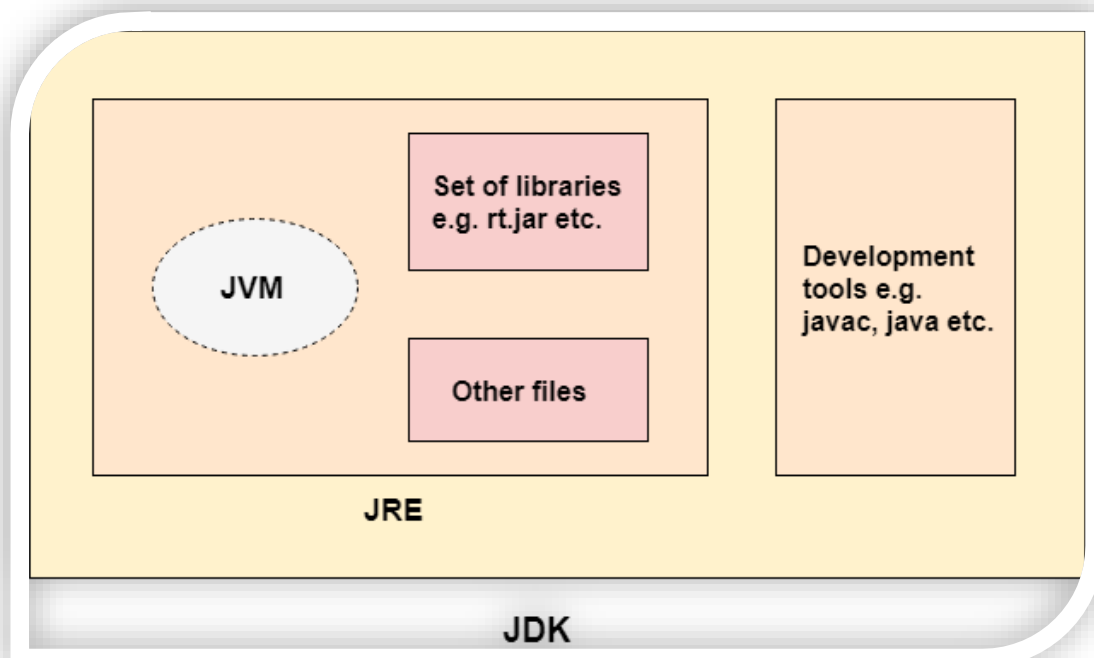 JVM
Set of libraries
e.g. rt.jar etc.
Other files
JRE
Development
tools e.g.
javac, java etc.
JDK